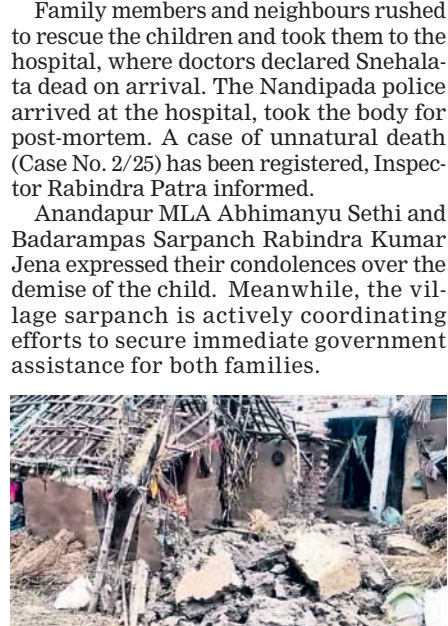 Family members and neighbours rushed
to rescue the children and took them to the
hospital, where doctors declared Snehala-
ta dead on arrival. The Nandipada police
arrived at the hospital, took the body for
post-mortem. A case of unnatural death
(Case No. 2/25) has been registered, Inspec-
tor Rabindra Patra informed.
Anandapur MLA Abhimanyu Sethi and
Badarampas Sarpanch Rabindra Kumar
Jena expressed their condolences over the
demise of the child. Meanwhile, the vil-
lage sarpanch is actively coordinating
efforts to secure immediate government
assistance for both families.